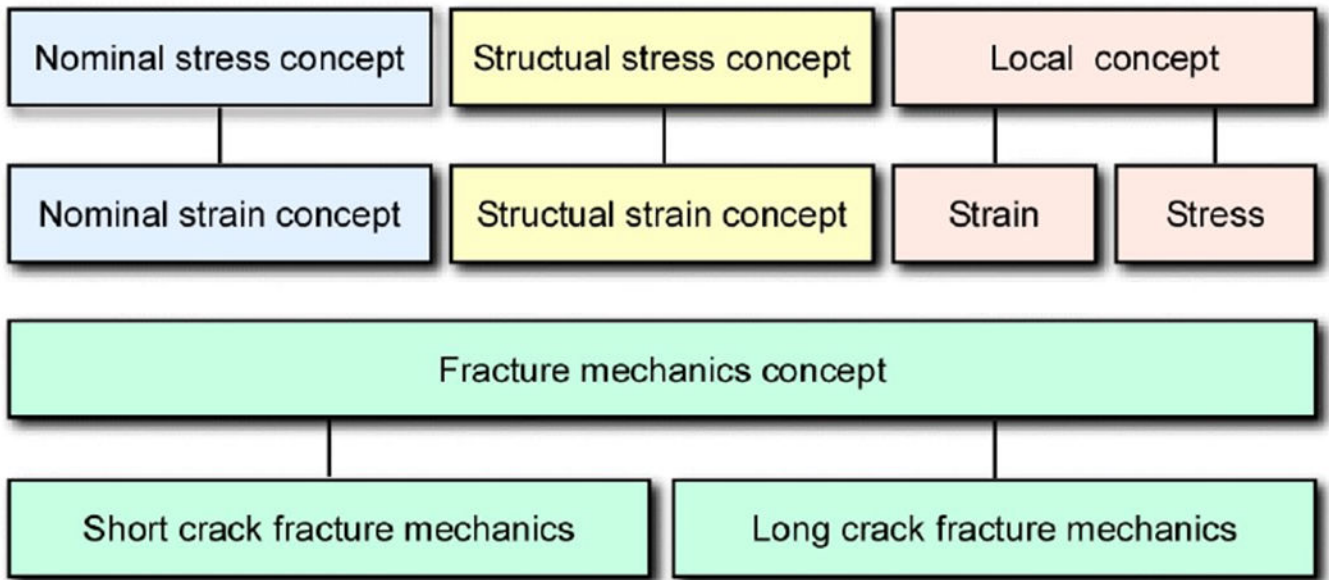 Nominal stress concept
Structual stress concept
Local concept
Nominal strain concept
Structual strain concept
Strain
Stress
Fracture mechanics concept
Short crack fracture mechanics
Long crack fracture mechanics